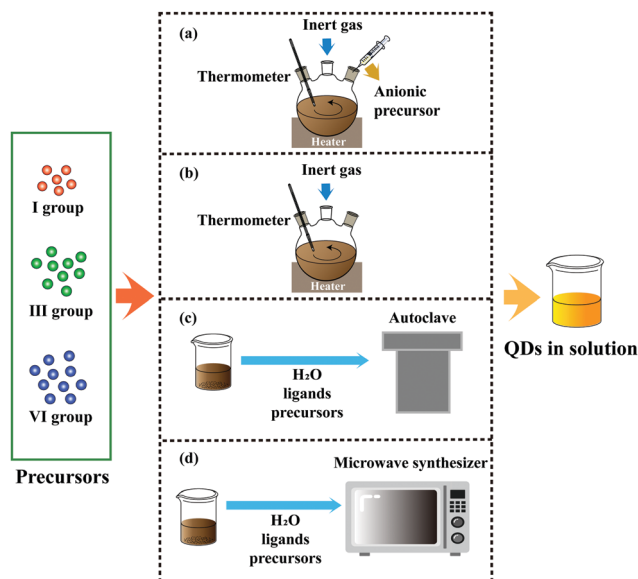 (a)
Inert gas
Thermometer
Anionic
precursor
Heater
(b)
Inert gas
Thermometer
Heater
I group
III group
VI group
Precursors
(c)
Autoclave
H₂O
ligands
precursors
QDs in solution
(d)
Microwave synthesizer
H₂O
ligands
precursors